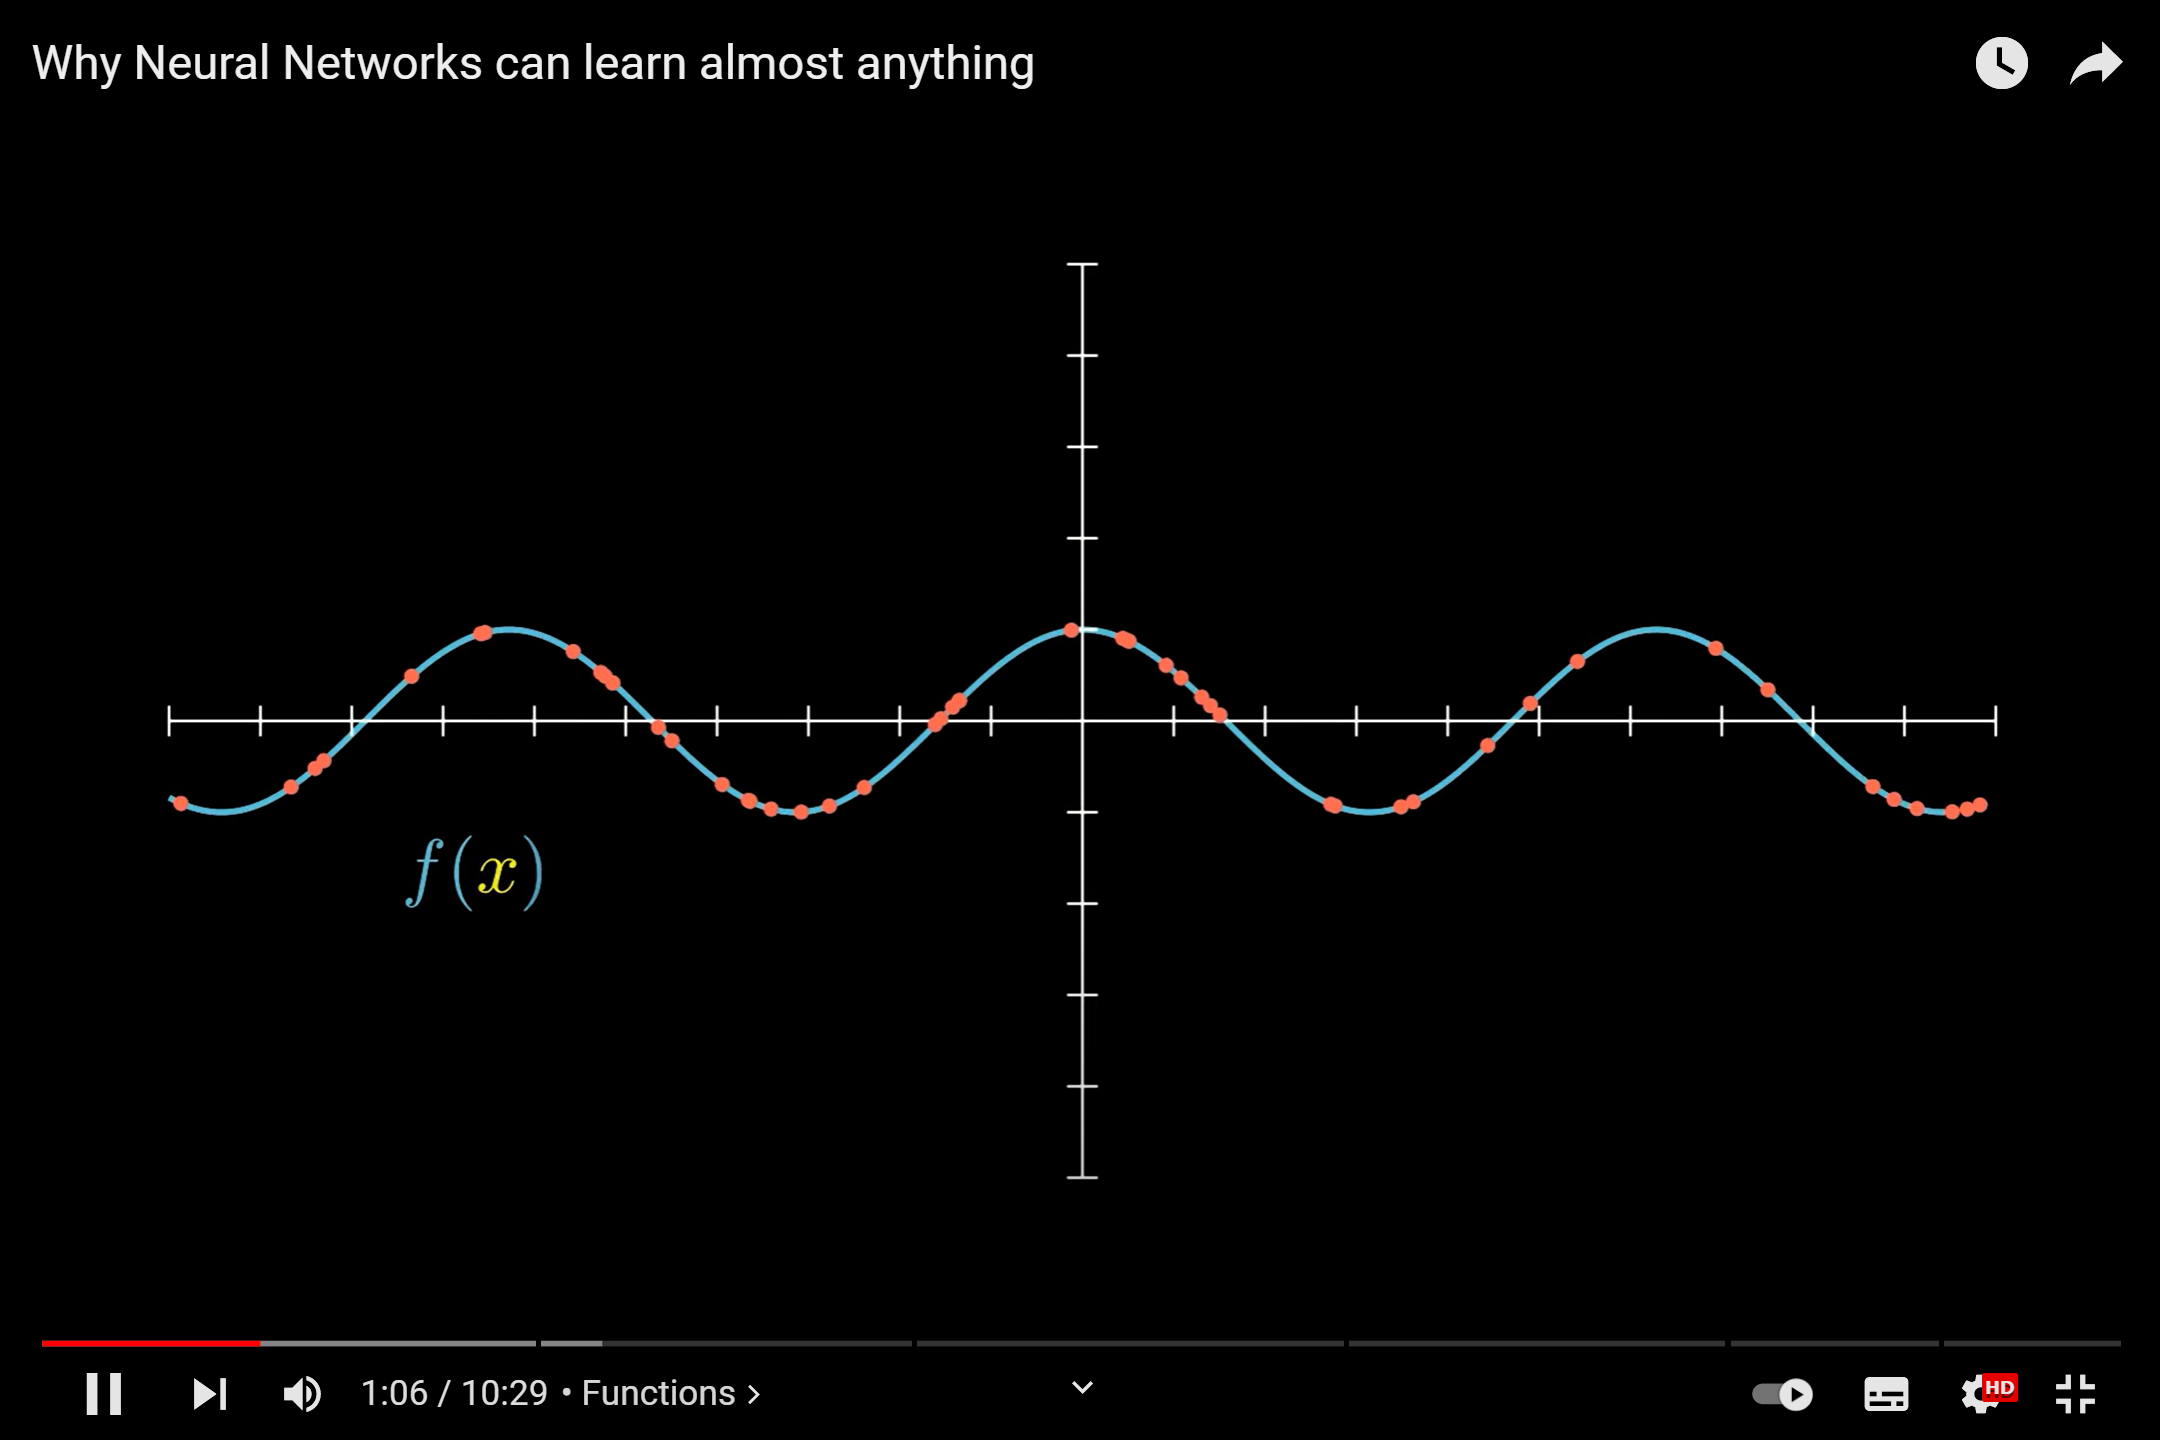 Why Neural Networks can learn almost anything
f(x)
1:06 / 10:29 • Functions >
HD